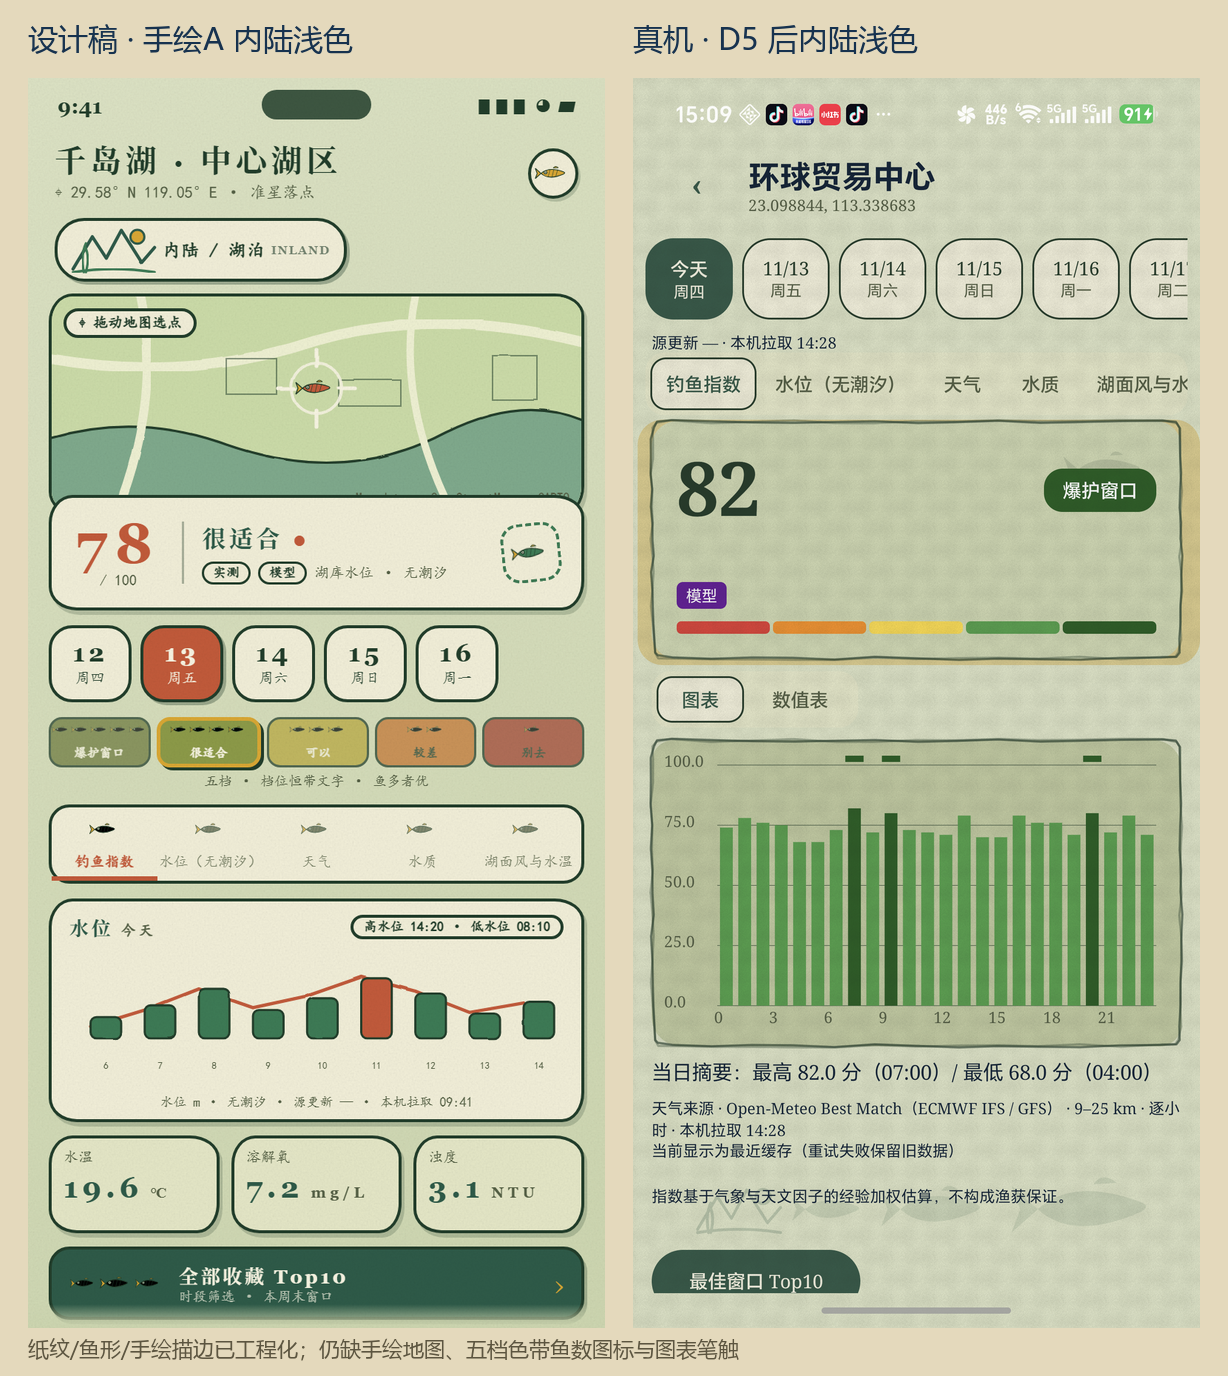 设计稿 · 手绘A 内陆浅色
9:41
千岛湖 · 中心湖区
29.58° N 119.05° E • 准星落点
内陆 / 湖泊 INLAND
拖动地图选点
78
/ 100
很适合
实测 模型 湖库水位 • 无潮汐
12 周四
13 周五
14 周六
15 周日
16 周一
爆护窗口 很适合 可以 较差 别去
五档 • 档位恒带文字 • 鱼多者优
钓鱼指数 水位（无潮汐） 天气 水质 湖面风与水温
水位 今天
高水位 14:20 • 低水位 08:10
6 7 8 9 10 11 12 13 14
水位 m • 无潮汐 • 源更新 — • 本机拉取 09:41
水温
19.6 ℃
溶解氧
7.2 mg/L
浊度
3.1 NTU
全部收藏 Top10
时段筛选 • 本周末窗口
真机 · D5 后内陆浅色
15:09
小红书
446 B/s 6 5G 5G 91
环球贸易中心
23.098844, 113.338683
今天 周四
11/13 周五
11/14 周六
11/15 周日
11/16 周一
11/1 周二
源更新 — · 本机拉取 14:28
钓鱼指数 水位（无潮汐） 天气 水质 湖面风与水
82
爆护窗口
模型
图表 数值表
100.0
75.0
50.0
25.0
0.0
0 3 6 9 12 15 18 21
当日摘要：最高 82.0 分（07:00）/ 最低 68.0 分（04:00）
天气来源 · Open-Meteo Best Match（ECMWF IFS / GFS） · 9–25 km · 逐小
时 · 本机拉取 14:28
当前显示为最近缓存（重试失败保留旧数据）
指数基于气象与天文因子的经验加权估算，不构成渔获保证。
最佳窗口 Top10
纸纹/鱼形/手绘描边已工程化；仍缺手绘地图、五档色带鱼数图标与图表笔触